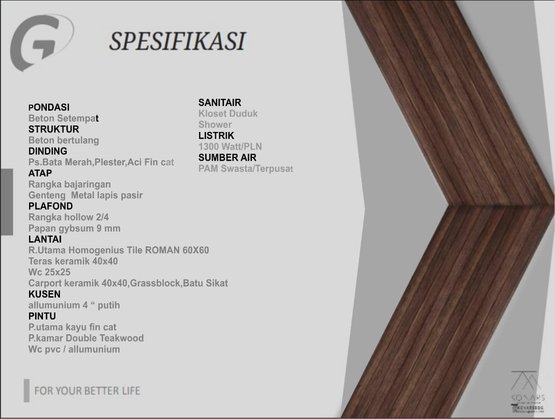 G
SPESIFIKASI
PONDASI
Beton Setempat
STRUKTUR
Beton bertulang
DINDING
Ps.Bata Merah,Plester,Aci Fin cat
ATAP
Rangka bajaringan
Genteng Metal lapis pasir
PLAFOND
Rangka hollow 2/4
Papan gybsum 9 mm
LANTAI
R.Utama Homogenius Tile ROMAN 60X60
Teras keramik 40x40
Wc 25x25
Carport keramik 40x40,Grassblock,Batu Sikat
KUSEN
allumunium 4 “ putih
PINTU
P.utama kayu fin cat
P.kamar Double Teakwood
Wc pvc / allumunium
SANITAIR
Kloset Duduk
Shower
LISTRIK
1300 Watt/PLN
SUMBER AIR
PAM Swasta/Terpusat
FOR YOUR BETTER LIFE